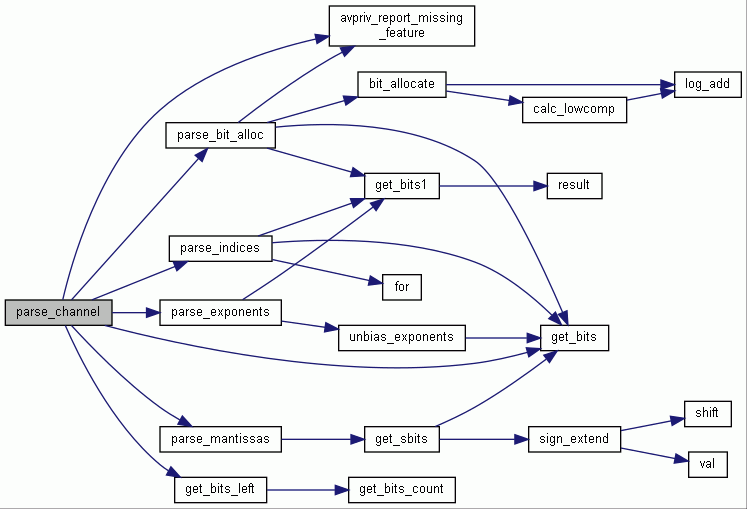 avpriv_report_missing
_feature
bit_allocate
log_add
calc_lowcomp
parse_bit_alloc
get_bits1
result
parse_indices
for
parse_channel
parse_exponents
unbias_exponents
get_bits
shift
parse_mantissas
get_sbits
sign_extend
val
get_bits_left
get_bits_count